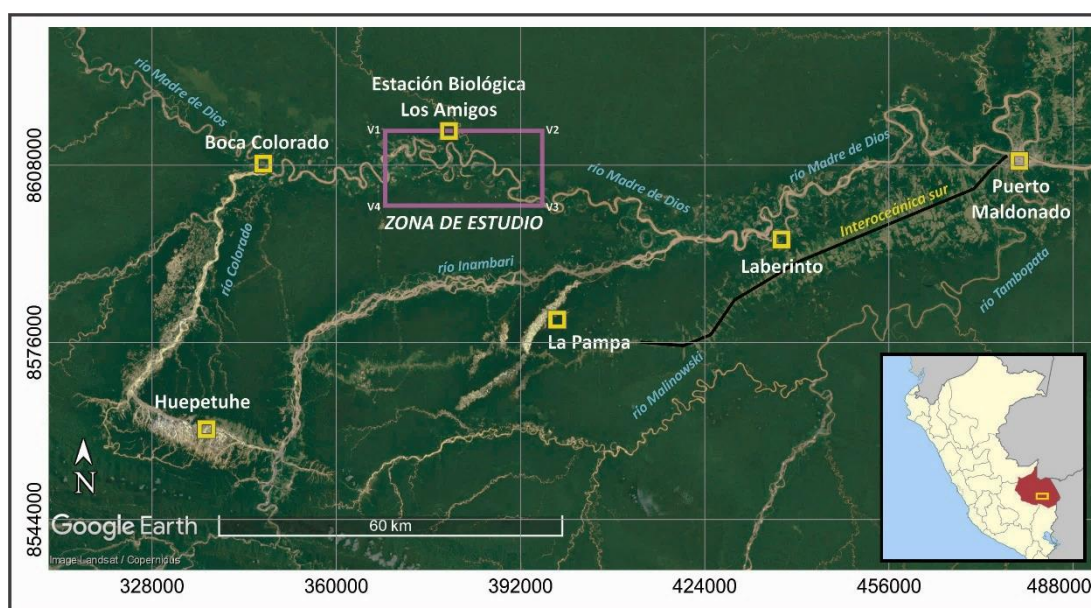 río Madre de Dios
Estación Biológica
Los Amigos
V1
V2
Boca Colorado
río Madre de Dios
río Madre de Dios
V4
V3
ZONA DE ESTUDIO
Puerto
Maldonado
Interoceánica sur
río Colorado
río Inambari
Laberinto
río Tambopata
La Pampa
río Malinowski
Huepetuhe
N
Google Earth
60 km
Image Landsat / Copernicus
8608000
8576000
8544000
328000
360000
392000
424000
456000
488000